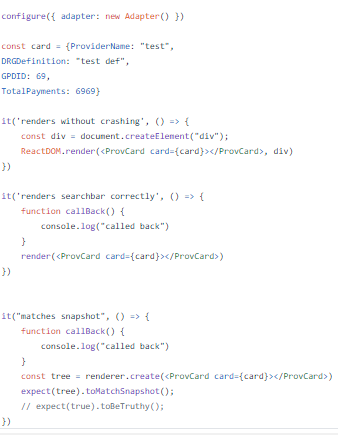 configure({ adapter: new Adapter() })
const card = {ProviderName: "test",
DRGDefinition: "test def",
GPDID: 69,
TotalPayments: 6969}
it('renders without crashing', () => {
const div = document.createElement("div");
ReactDOM.render(<ProvCard card={card}></ProvCard>, div)
})
it('renders searchbar correctly', () => {
function callBack() {
console.log("called back")
}
render(<ProvCard card={card}></ProvCard>)
})
it("matches snapshot", () => {
function callBack() {
console.log("called back")
}
const tree = renderer.create(<ProvCard card={card}></ProvCard>)
expect(tree).toMatchSnapshot();
// expect(true).toBeTruthy();
})